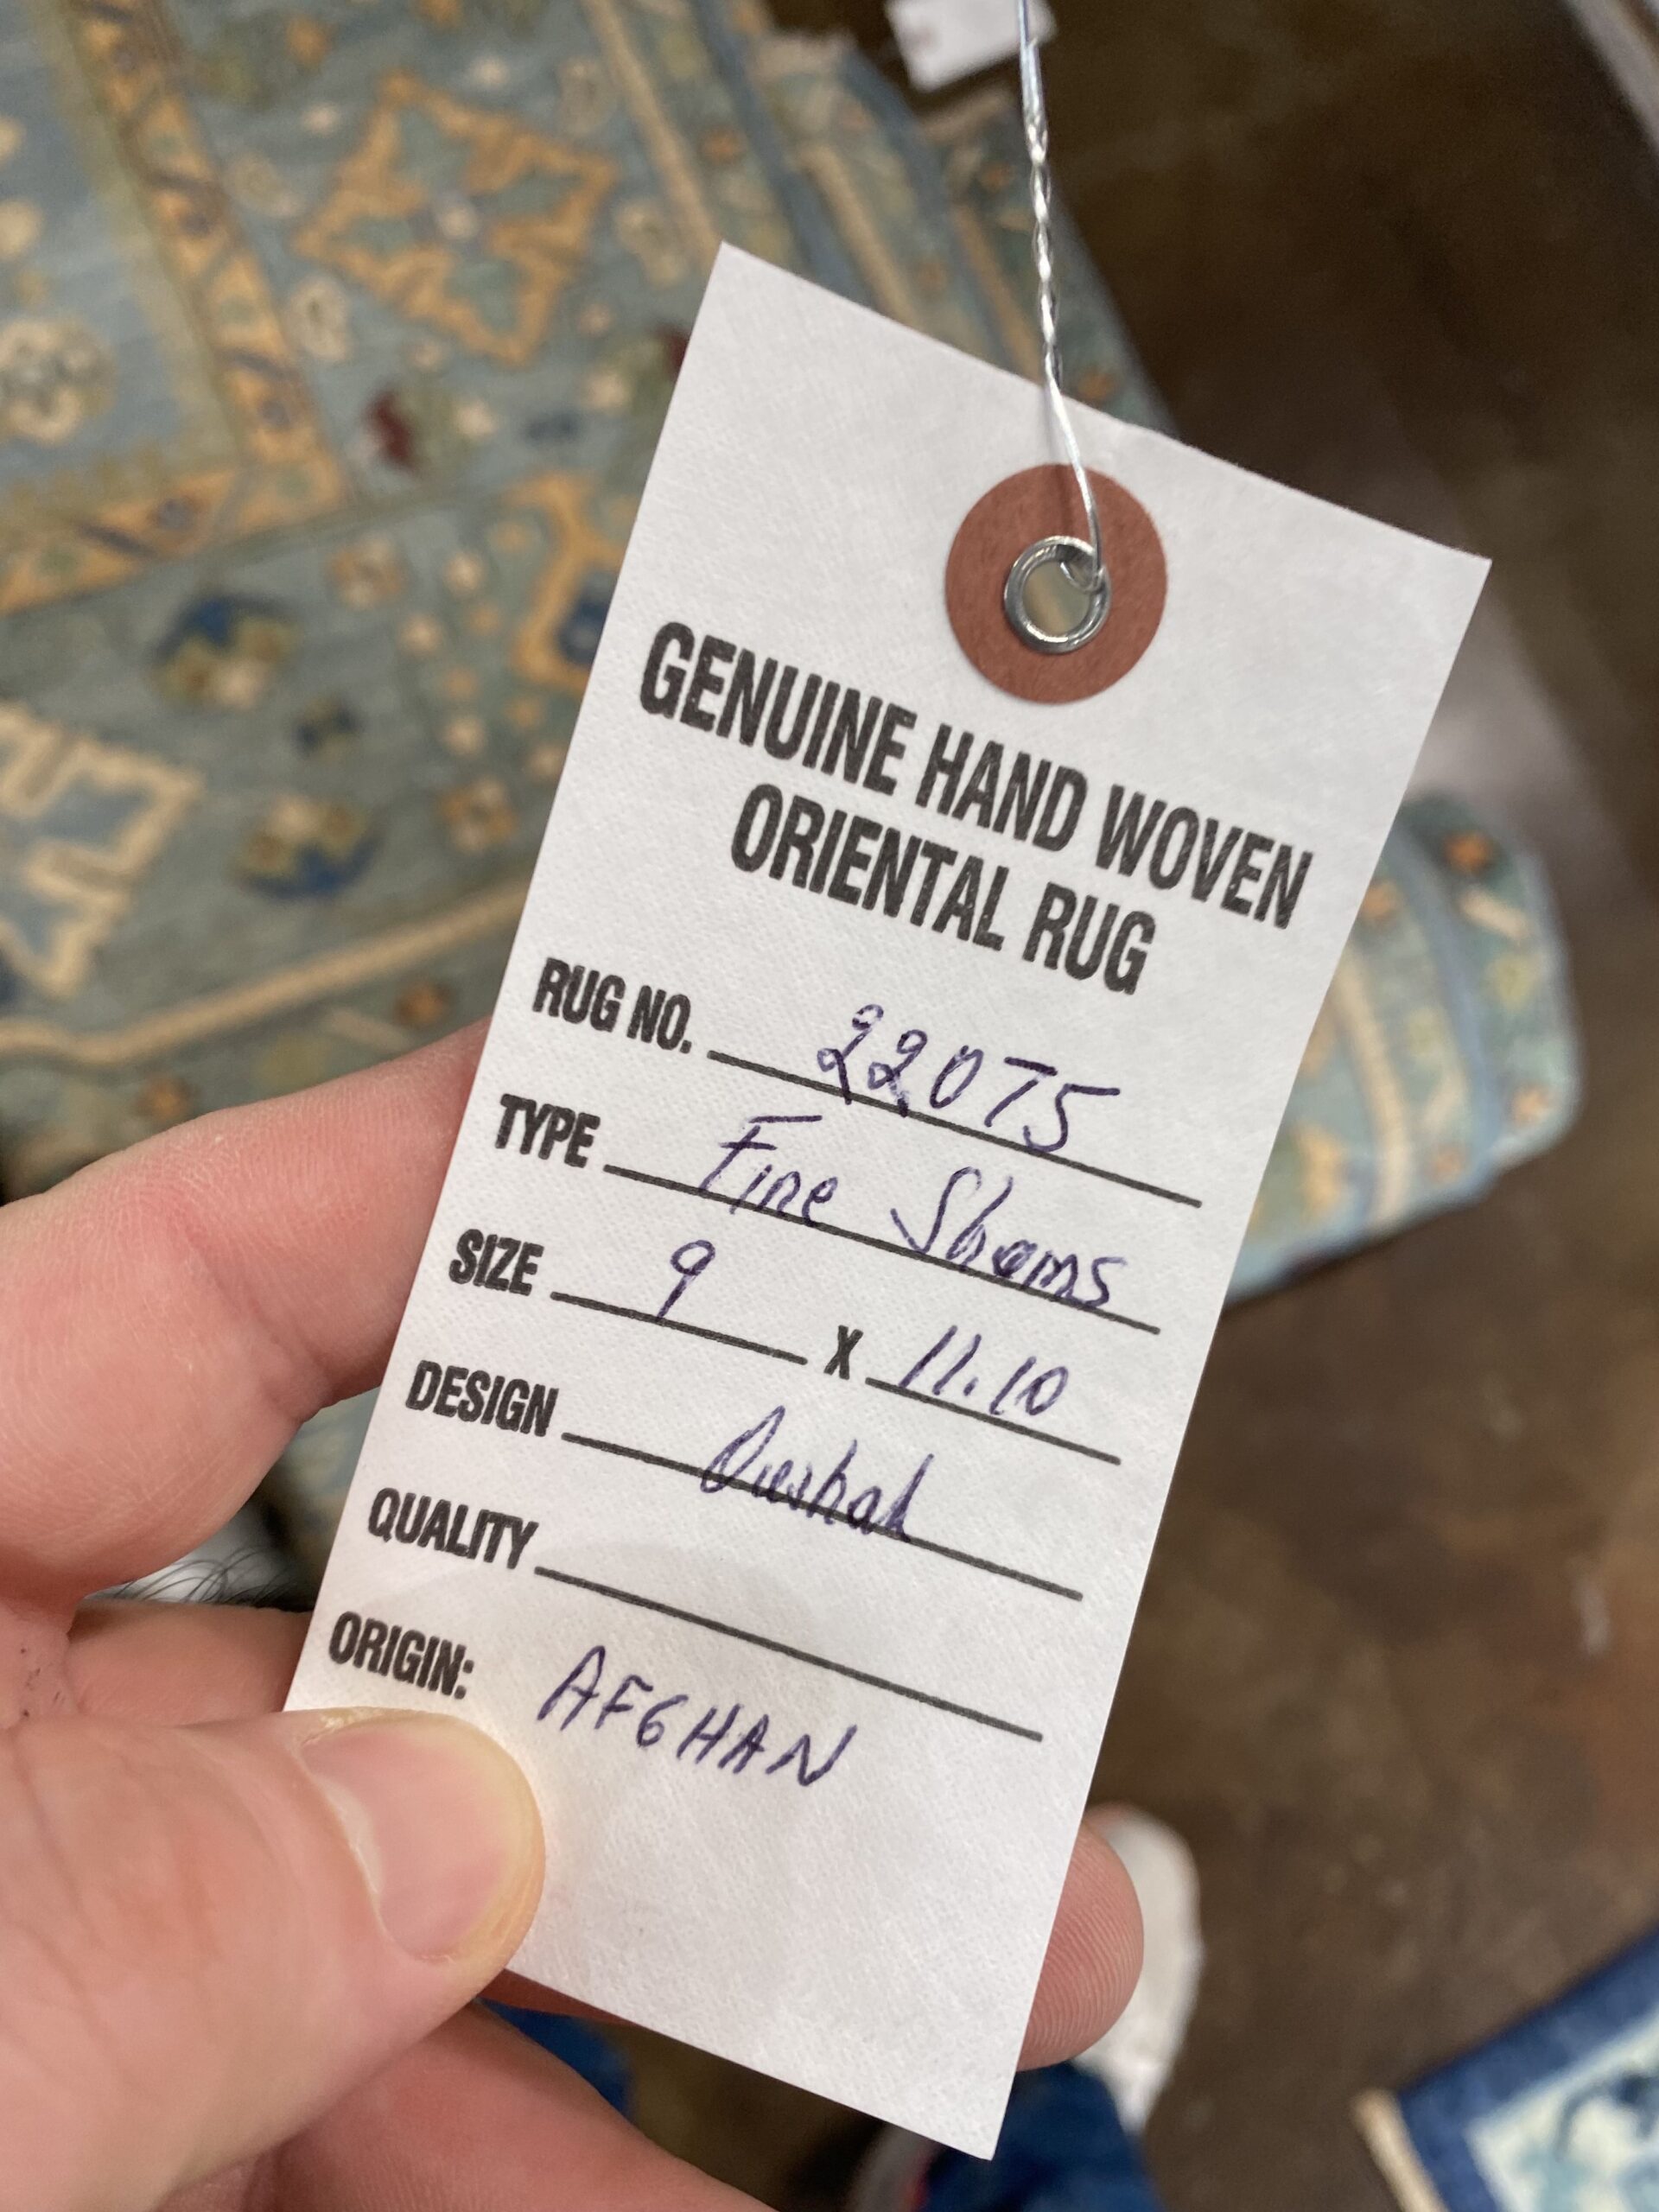 GENUINE HAND WOVEN
ORIENTAL RUG
RUG NO. 22075
TYPE Fine Shams
SIZE 9 X 11.10
DESIGN
QUALITY
ORIGIN: AFGHAN